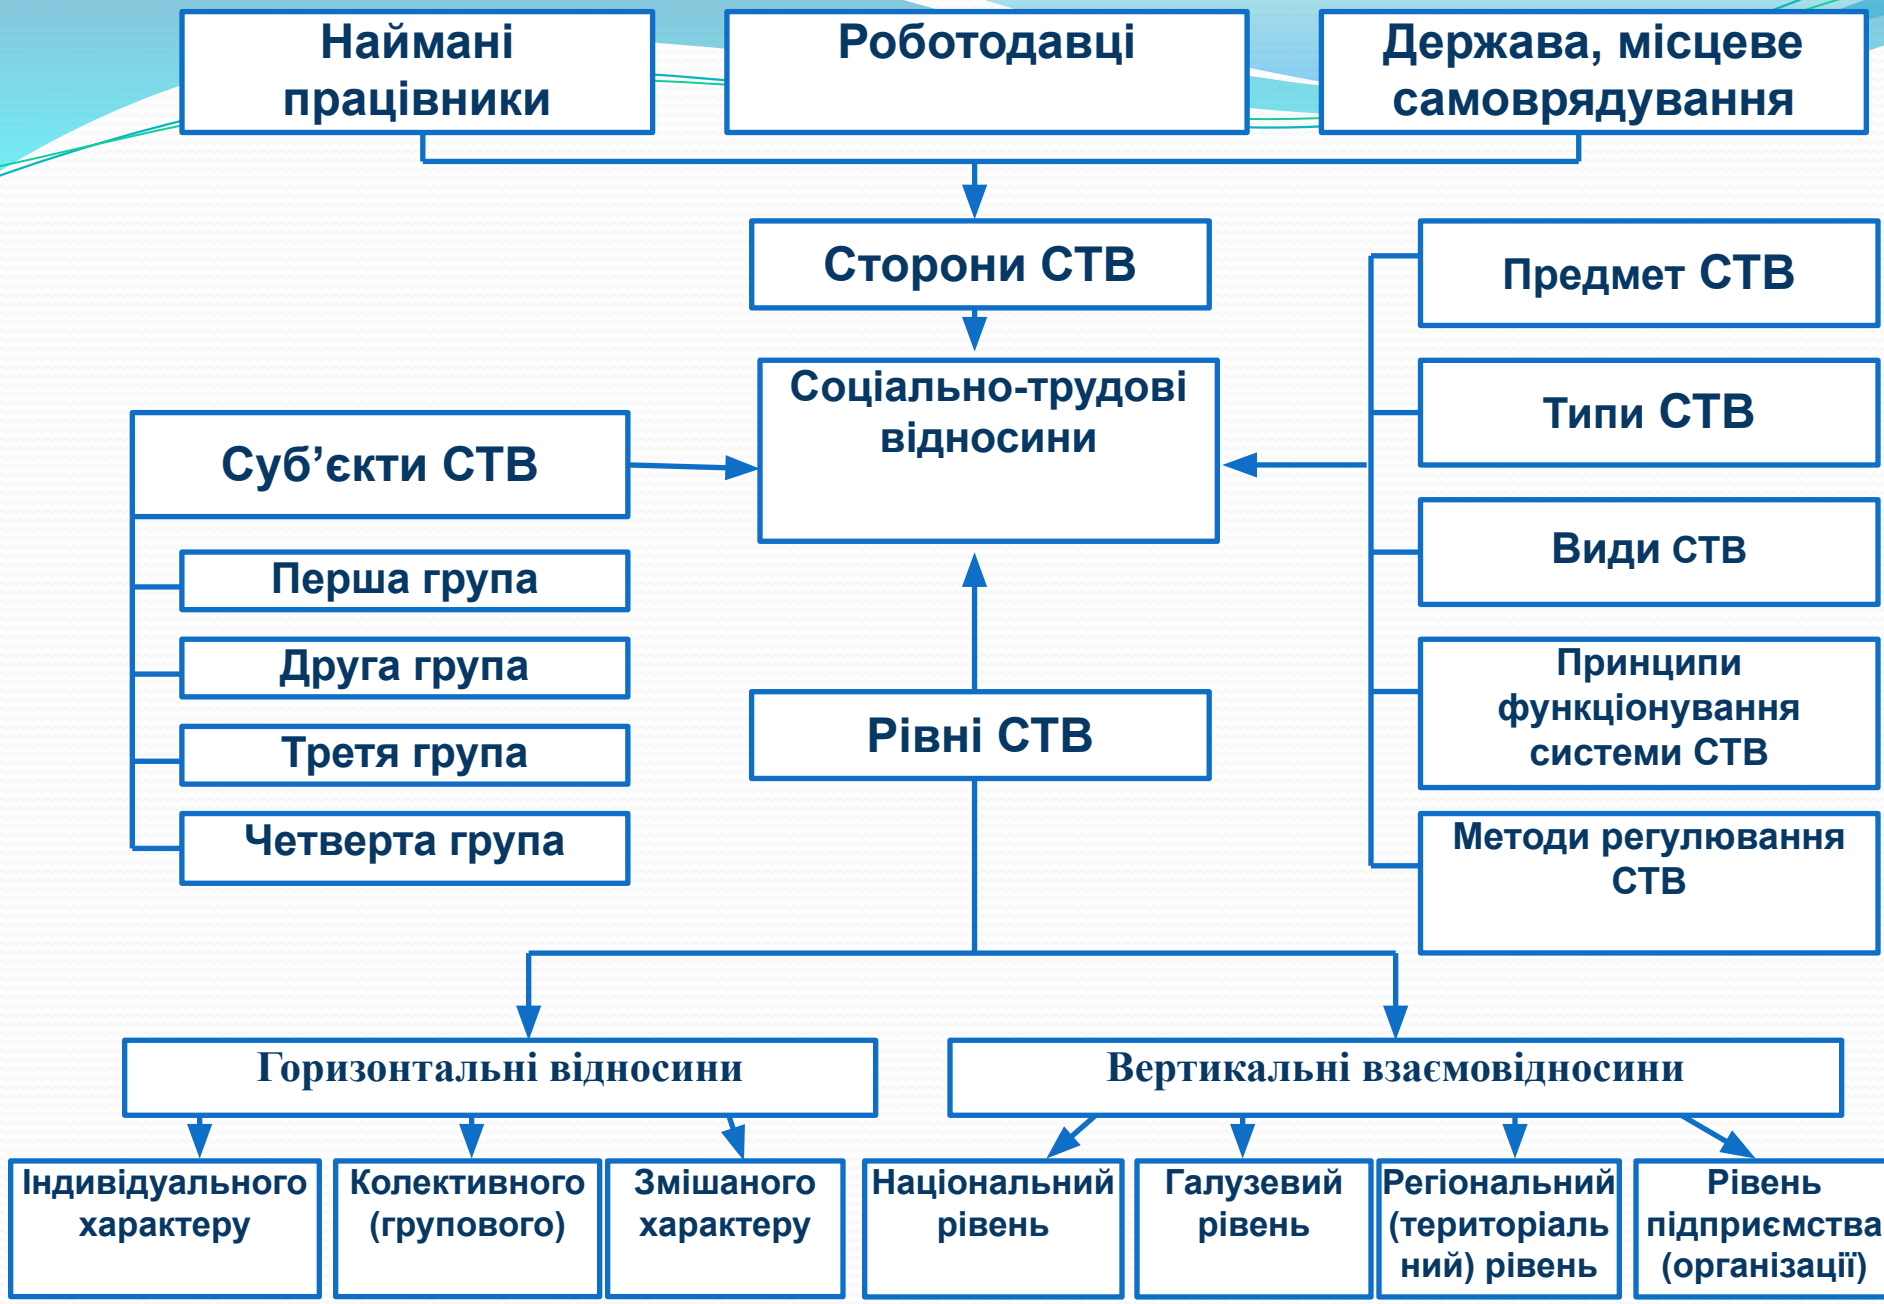 Наймані
працівники
Роботодавці
Держава, місцеве
самоврядування
Сторони СТВ
Предмет СТВ
Соціально-трудові
відносини
Типи СТВ
Суб’єкти СТВ
Види СТВ
Перша група
Друга група
Третя група
Четверта група
Рівні СТВ
Принципи
функціонування
системи СТВ
Методи регулювання
СТВ
Горизонтальні відносини
Вертикальні взаємовідносини
Індивідуального
характеру
Колективного
(групового)
Змішаного
характеру
Національний
рівень
Галузевий
рівень
Регіональний
(територіаль
ний) рівень
Рівень
підприємства
(організації)